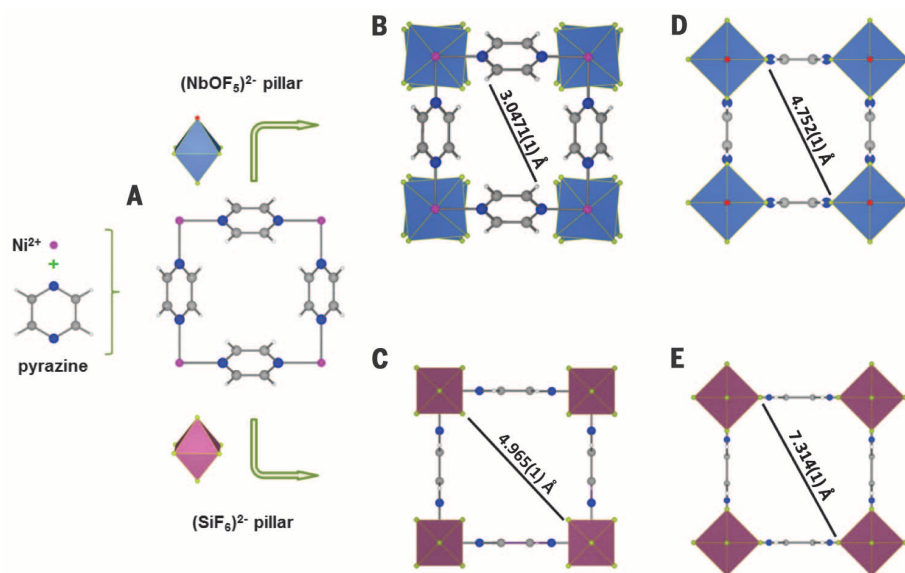 (NbOF5)2- pillar
A
Ni2+
+
pyrazine
(SiF6)2- pillar
B
3.0471(1) Å
C
4.965(1) Å
D
4.752(1) Å
E
7.314(1) Å